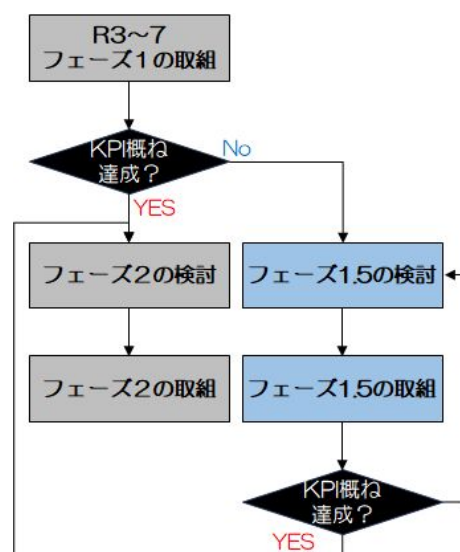 R3～7
フェーズ1の取組
KPI概ね
達成？
No
YES
フェーズ2の検討
フェーズ1.5の検討
フェーズ2の取組
フェーズ1.5の取組
KPI概ね
達成？
YES